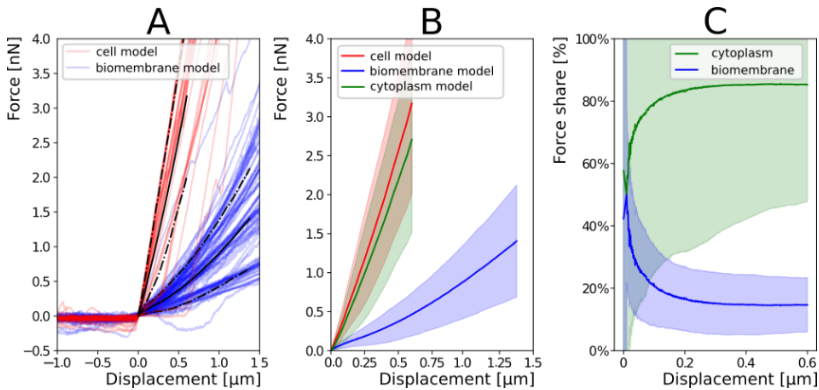 A
B
C
Force [nN]
4.0
3.5
3.0
2.5
2.0
1.5
1.0
0.5
0.0
−0.5
cell model
biomembrane model
−1.0
−0.5
0.0
0.5
1.0
1.5
Displacement [µm]
Force [nN]
4.0
3.5
3.0
2.5
2.0
1.5
1.0
0.5
0.0
cell model
biomembrane model
cytoplasm model
0.00
0.25
0.50
0.75
1.00
1.25
1.5
Displacement [µm]
Force share [%]
100%
80%
60%
40%
20%
0%
cytoplasm
biomembrane
0
0.2
0.4
0.6
Displacement [µm]